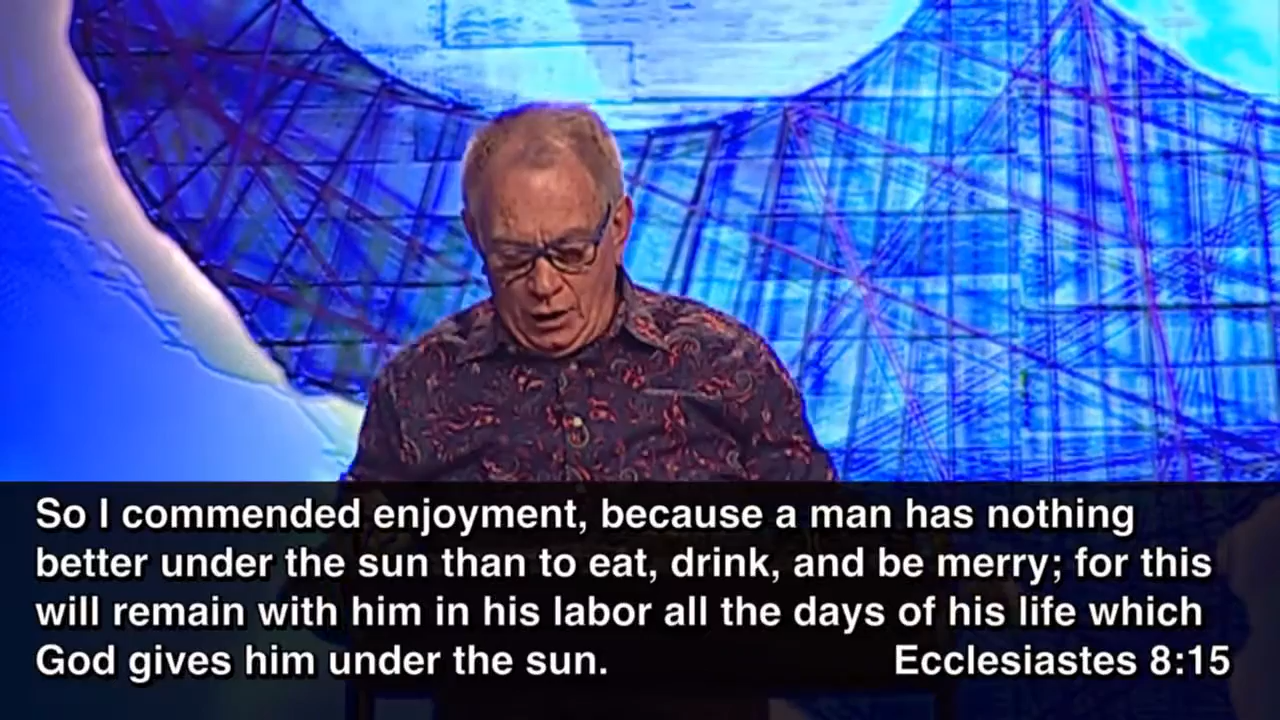 So I commended enjoyment, because a man has nothing
better under the sun than to eat, drink, and be merry; for this
will remain with him in his labor all the days of his life which
God gives him under the sun. Ecclesiastes 8:15